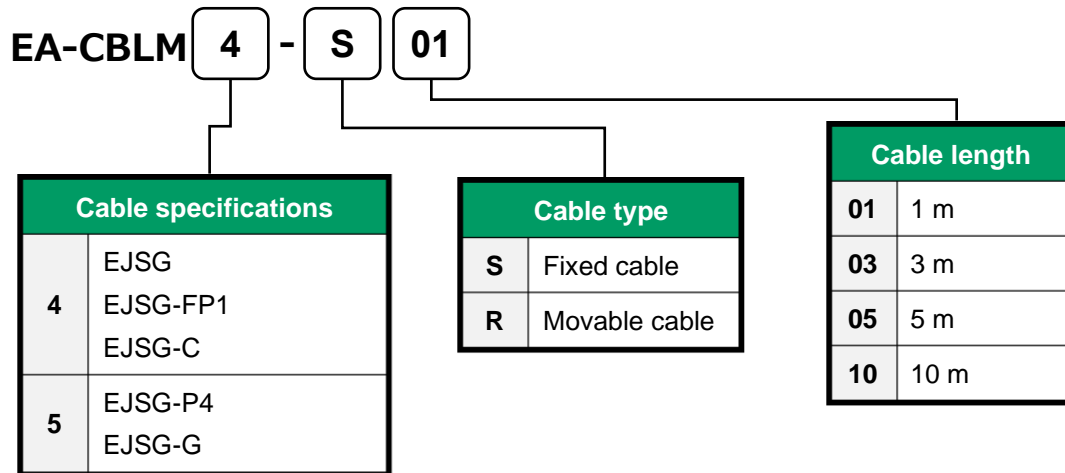 EA-CBLM 4 - S 01
Cable specifications
4
EJSG
EJSG-FP1
EJSG-C
5
EJSG-P4
EJSG-G
Cable type
S Fixed cable
R Movable cable
Cable length
01 1 m
03 3 m
05 5 m
10 10 m